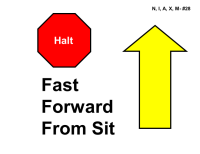 N, I, A, X, M- #28
Halt
Fast
Forward
From Sit